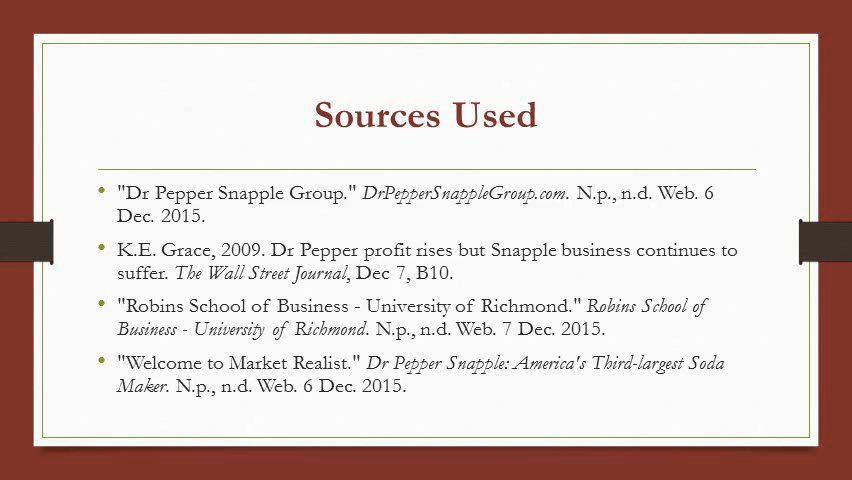 Sources Used
• "Dr Pepper Snapple Group." DrPepperSnappleGroup.com. N.p., n.d. Web. 6
Dec. 2015.
• K.E. Grace, 2009. Dr Pepper profit rises but Snapple business continues to
suffer. The Wall Street Journal, Dec 7, B10.
• "Robins School of Business - University of Richmond." Robins School of
Business - University of Richmond. N.p., n.d. Web. 7 Dec. 2015.
• "Welcome to Market Realist." Dr Pepper Snapple: America's Third-largest Soda
Maker. N.p., n.d. Web. 6 Dec. 2015.